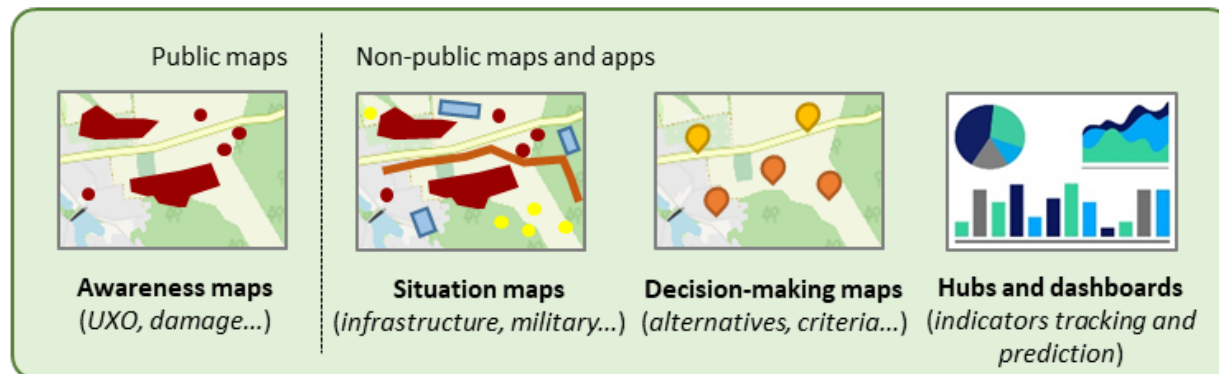 Public maps
Non-public maps and apps
Awareness maps
(UXO, damage...)
Situation maps
(infrastructure, military...)
Decision-making maps
(alternatives, criteria...)
Hubs and dashboards
(indicators tracking and
prediction)